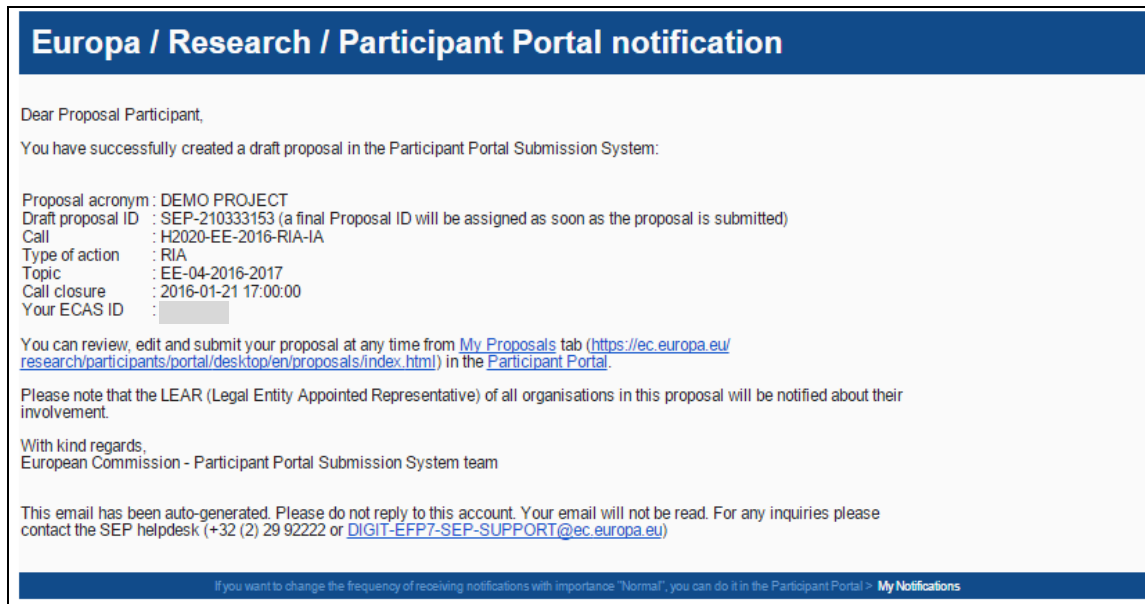 Europa / Research / Participant Portal notification
Dear Proposal Participant,
You have successfully created a draft proposal in the Participant Portal Submission System:
Proposal acronym : DEMO PROJECT
Draft proposal ID : SEP-210333153 (a final Proposal ID will be assigned as soon as the proposal is submitted)
Call : H2020-EE-2016-RIA-IA
Type of action : RIA
Topic : EE-04-2016-2017
Call closure : 2016-01-21 17:00:00
Your ECAS ID :
You can review, edit and submit your proposal at any time from My Proposals tab (https://ec.europa.eu/
research/participants/portal/desktop/en/proposals/index.html) in the Participant Portal.
Please note that the LEAR (Legal Entity Appointed Representative) of all organisations in this proposal will be notified about their
involvement.
With kind regards,
European Commission - Participant Portal Submission System team
This email has been auto-generated. Please do not reply to this account. Your email will not be read. For any inquiries please
contact the SEP helpdesk (+32 (2) 29 92222 or DIGIT-EFP7-SEP-SUPPORT@ec.europa.eu)
If you want to change the frequency of receiving notifications with importance "Normal", you can do it in the Participant Portal > My Notifications